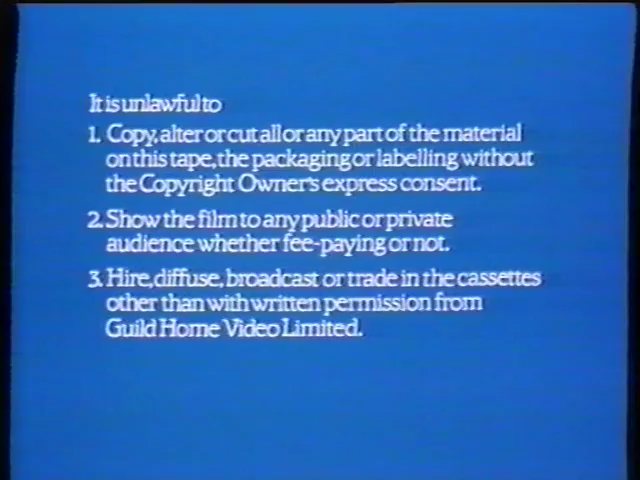 It is unlawful to
1. Copy, alter or cut all or any part of the material
on this tape, the packaging or labelling without
the Copyright Owner's express consent.
2. Show the film to any public or private
audience whether fee-paying or not.
3. Hire, diffuse, broadcast or trade in the cassettes
other than with written permission from
Guild Home Video Limited.